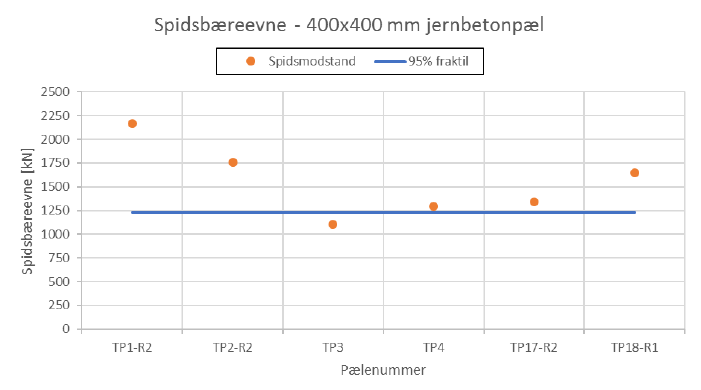 Spidsbæreevne - 400x400 mm jernbetonpæl
Spidsmodstand
95% fraktil
Spidsbæreevne [kN]
2500
2250
2000
1750
1500
1250
1000
750
500
250
0
TP1-R2
TP2-R2
TP3
TP4
TP17-R2
TP18-R1
Pælenummer